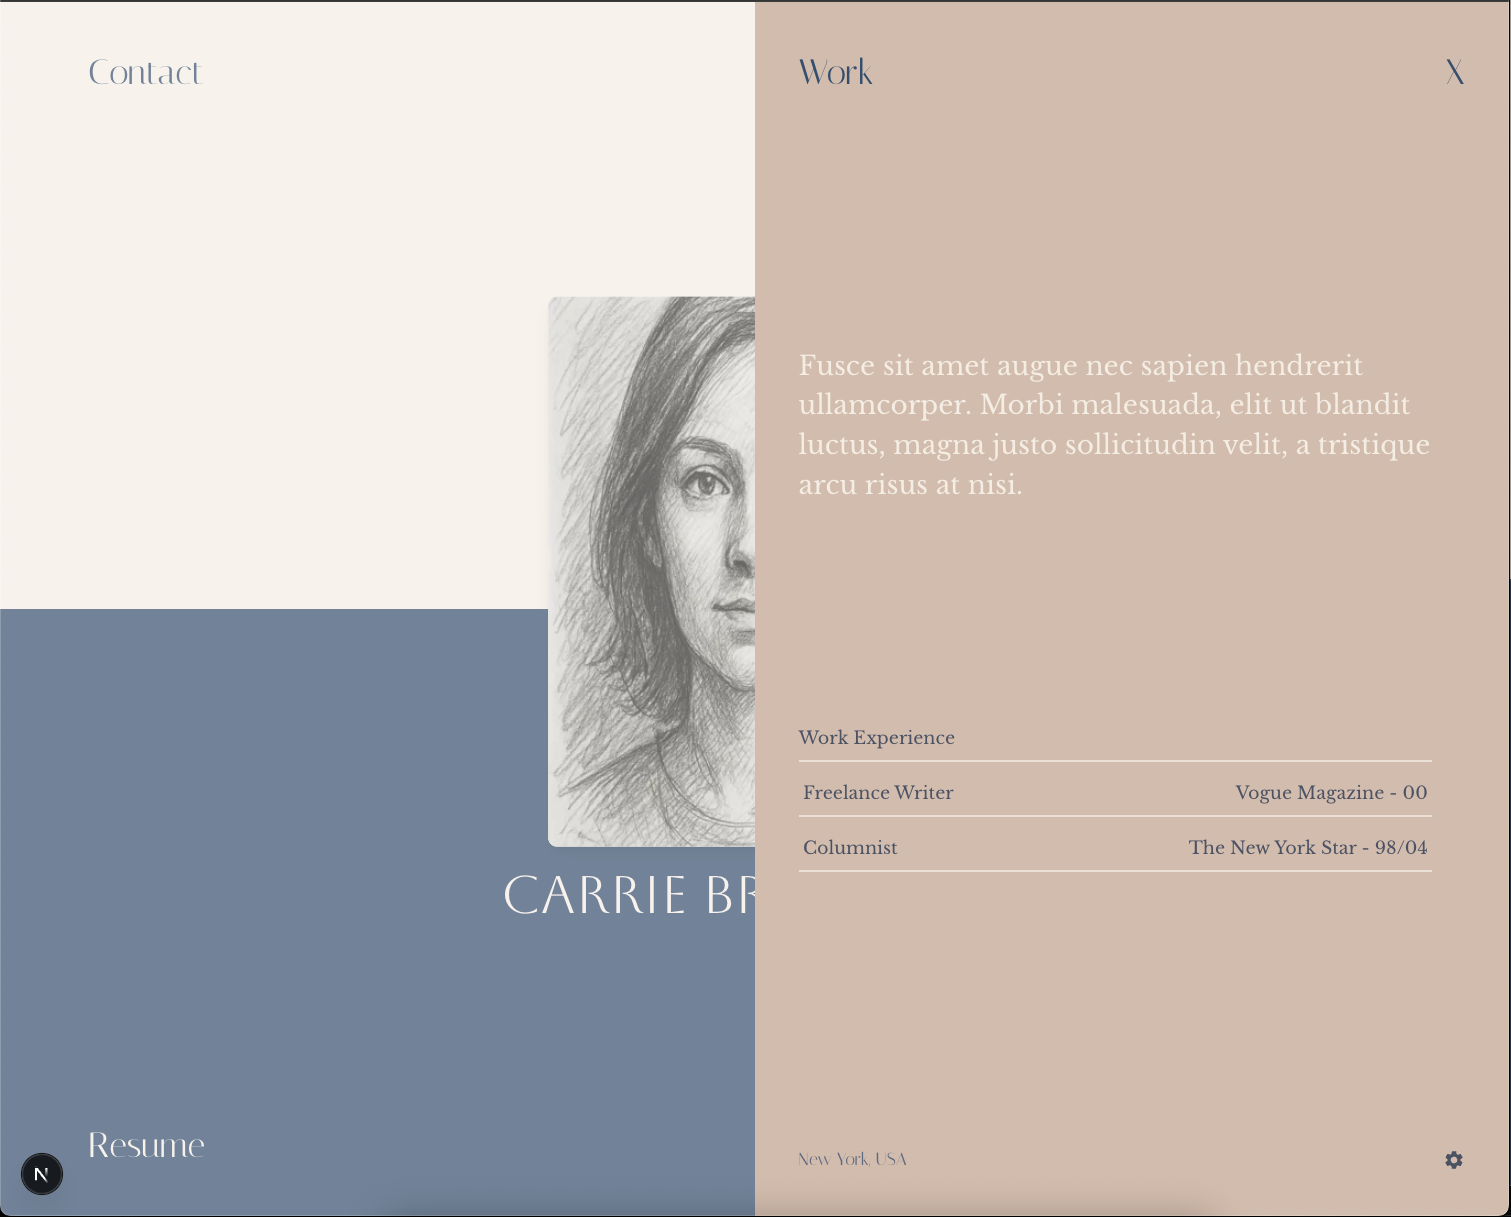 Contact
Work
X
Fusce sit amet augue nec sapien hendrerit
ullamcorper. Morbi malesuada, elit ut blandit
luctus, magna justo sollicitudin velit, a tristique
arcu risus at nisi.
Work Experience
Freelance Writer Vogue Magazine - 00
Columnist The New York Star - 98/04
CARRIE BR
Resume
N
New York, USA